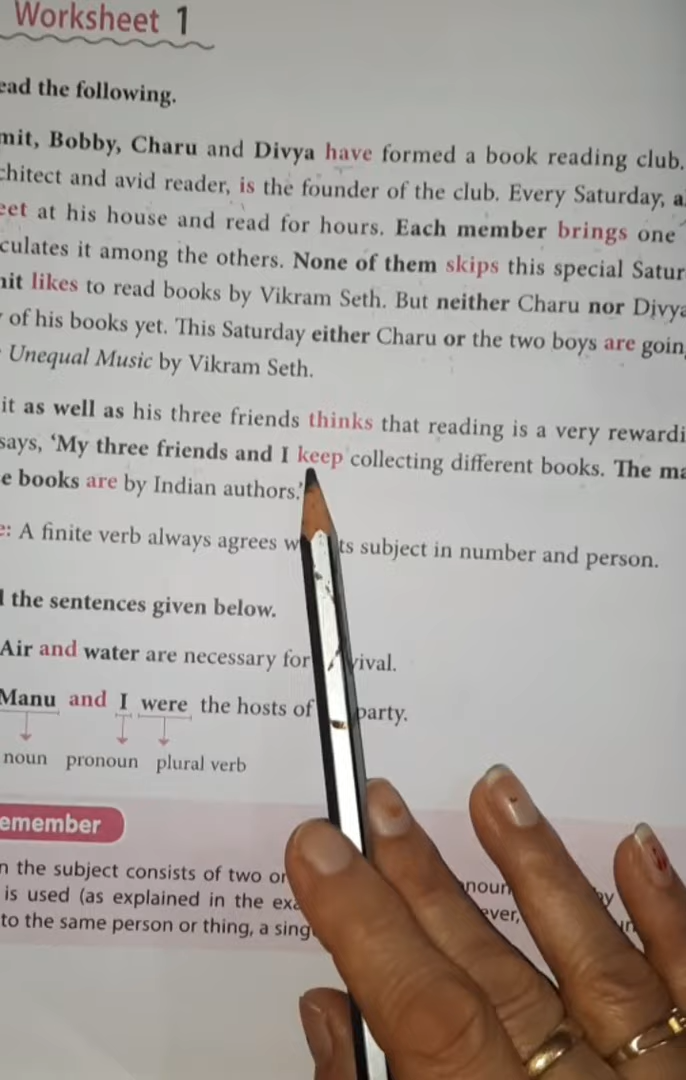 Worksheet 1
ead the following.
mit, Bobby, Charu and Divya have formed a book reading club.
chitect and avid reader, is the founder of the club. Every Saturday, a
eet at his house and read for hours. Each member brings one
culates it among the others. None of them skips this special Satur
nit likes to read books by Vikram Seth. But neither Charu nor Divya
of his books yet. This Saturday either Charu or the two boys are goin
Unequal Music by Vikram Seth.
it as well as his three friends thinks that reading is a very rewardi
says, ‘My three friends and I keep collecting different books. The ma
e books are by Indian authors.’
e: A finite verb always agrees w ts subject in number and person.
the sentences given below.
Air and water are necessary for vival.
Manu and I were the hosts of party.
noun pronoun plural verb
emember
n the subject consists of two or noun by
is used (as explained in the exa ever,
to the same person or thing, a sing